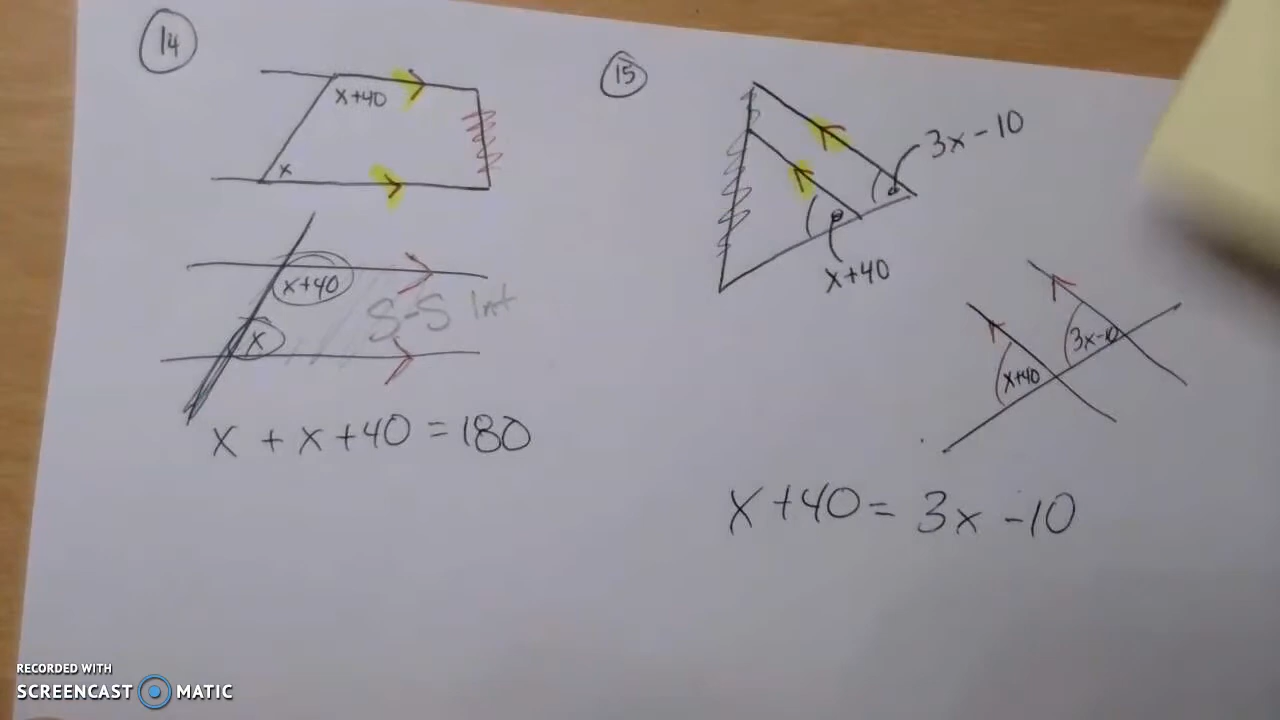 14
x+40
x
x+40
S-S Int
x
x + x + 40 = 180
15
3x - 10
x+40
3x-10
x+40
x + 40 = 3x - 10
RECORDED WITH
SCREENCAST MATIC